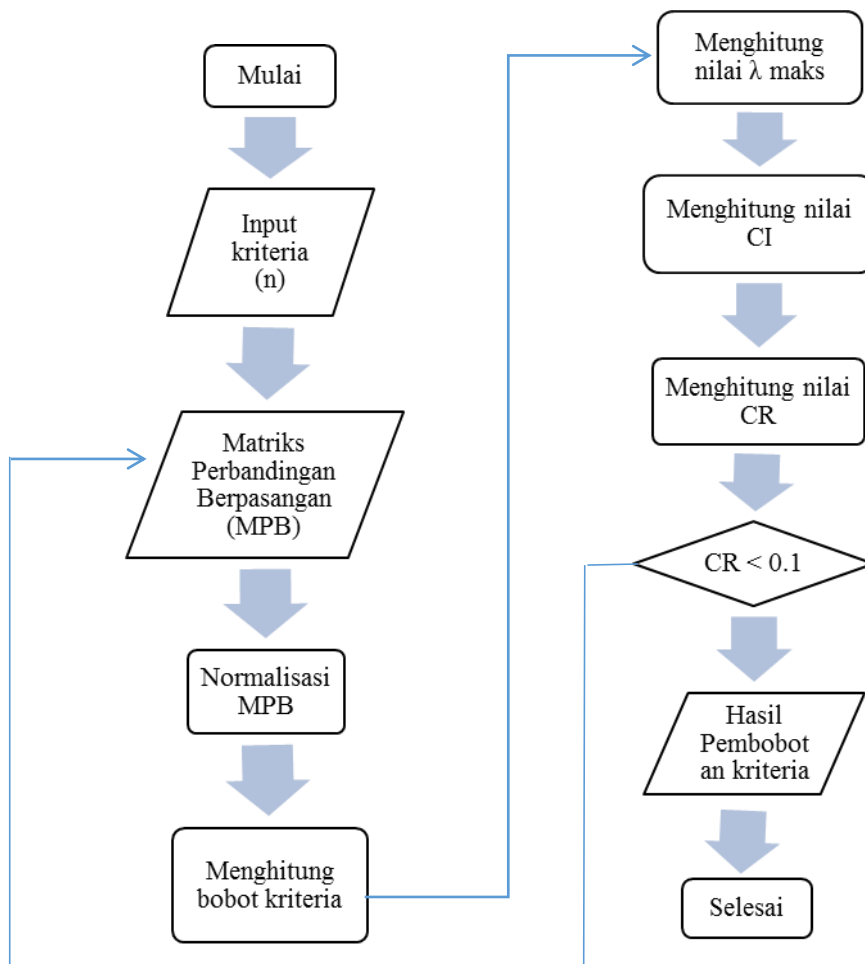 Mulai
Input
kriteria
(n)
Matriks
Perbandingan
Berpasangan
(MPB)
Normalisasi
MPB
Menghitung
bobot kriteria
Menghitung
nilai λ maks
Menghitung nilai
CI
Menghitung nilai
CR
CR < 0.1
Hasil
Pembobot
an kriteria
Selesai